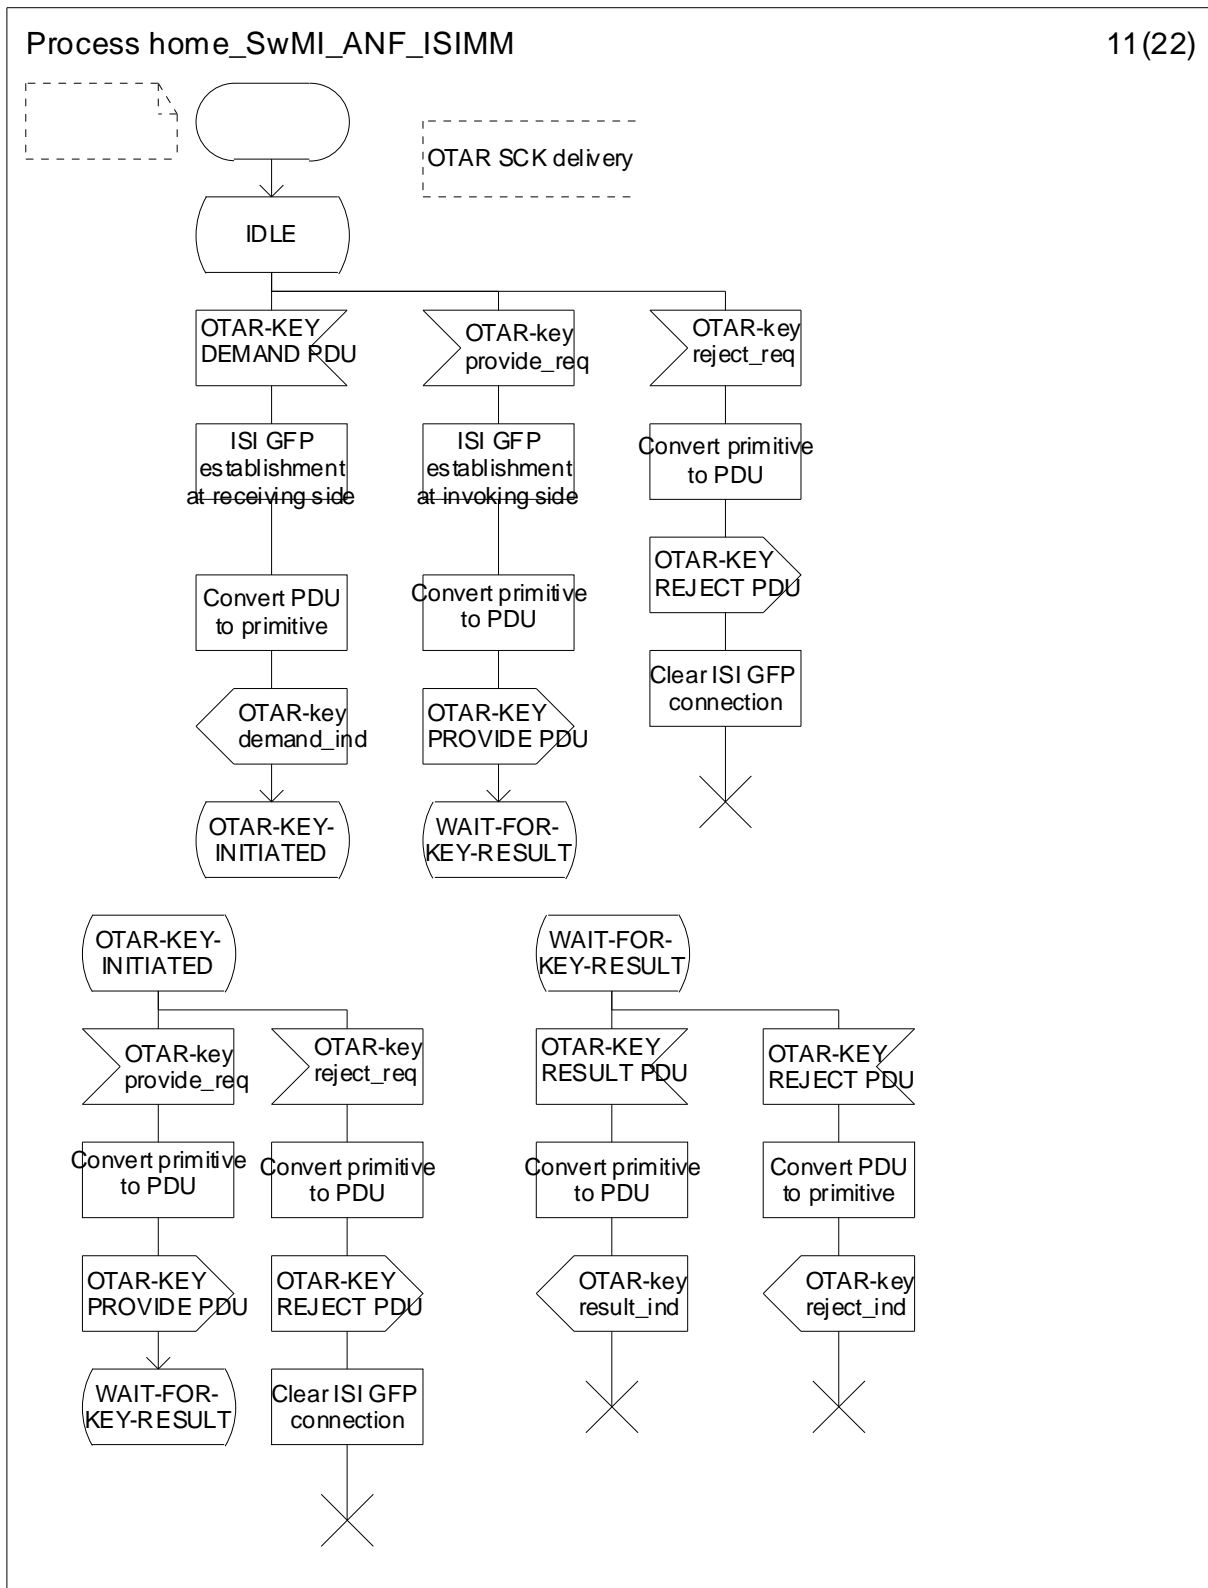 Process home_SwMI_ANF_ISIMM
11(22)
OTAR SCK delivery
IDLE
OTAR-KEY
DEMAND PDU
OTAR-key
provide_req
OTAR-key
reject_req
ISI GFP
establishment
at receiving side
ISI GFP
establishment
at invoking side
Convert primitive
to PDU
OTAR-KEY
REJECT PDU
Convert PDU
to primitive
Convert primitive
to PDU
Clear ISI GFP
connection
OTAR-key
demand_ind
OTAR-KEY
PROVIDE PDU
OTAR-KEY-
INITIATED
WAIT-FOR-
KEY-RESULT
OTAR-KEY-
INITIATED
WAIT-FOR-
KEY-RESULT
OTAR-key
provide_req
OTAR-key
reject_req
OTAR-KEY
RESULT PDU
OTAR-KEY
REJECT PDU
Convert primitive
to PDU
Convert primitive
to PDU
Convert primitive
to PDU
Convert PDU
to primitive
OTAR-KEY
PROVIDE PDU
OTAR-KEY
REJECT PDU
OTAR-key
result_ind
OTAR-key
reject_ind
WAIT-FOR-
KEY-RESULT
Clear ISI GFP
connection